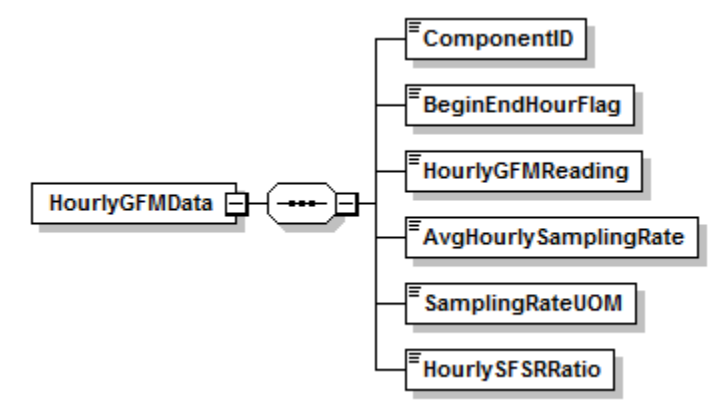 ComponentID
BeginEndHourFlag
HourlyGFMReading
HourlyGFMData
AvgHourlySamplingRate
SamplingRateUOM
HourlySFSRRatio